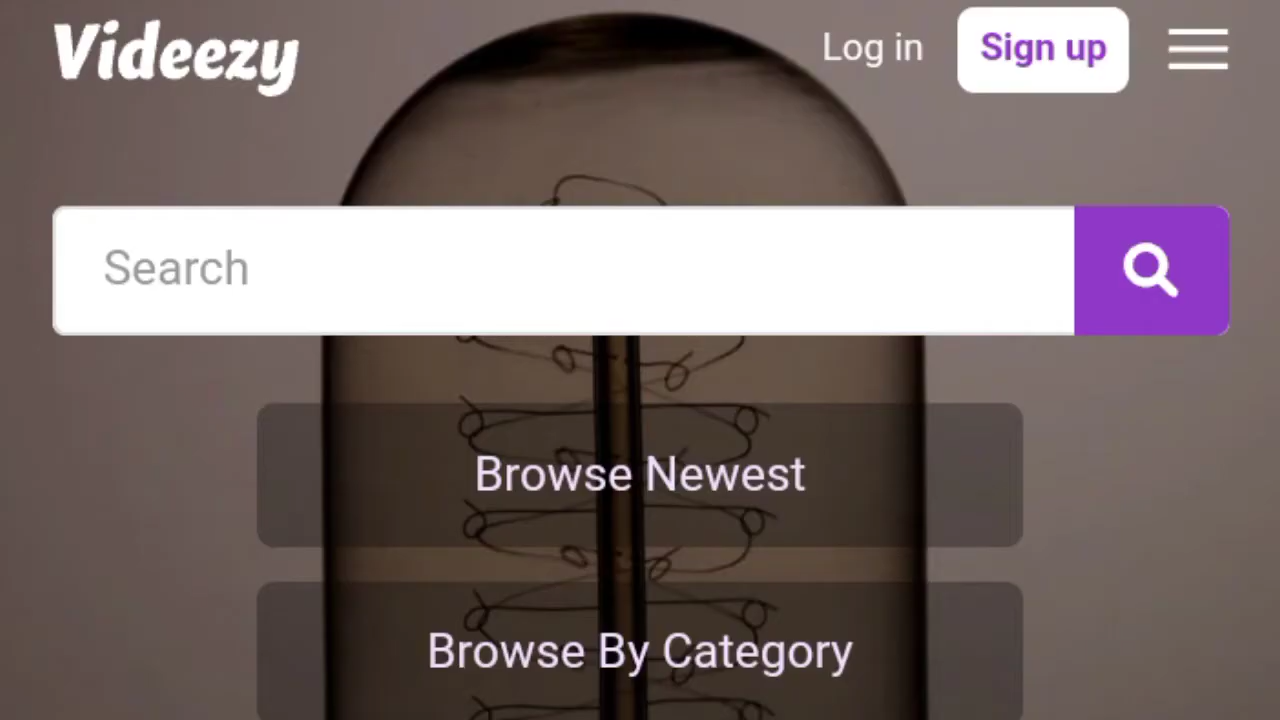 Videezy
Log in
Sign up
Search
Browse Newest
Browse By Category